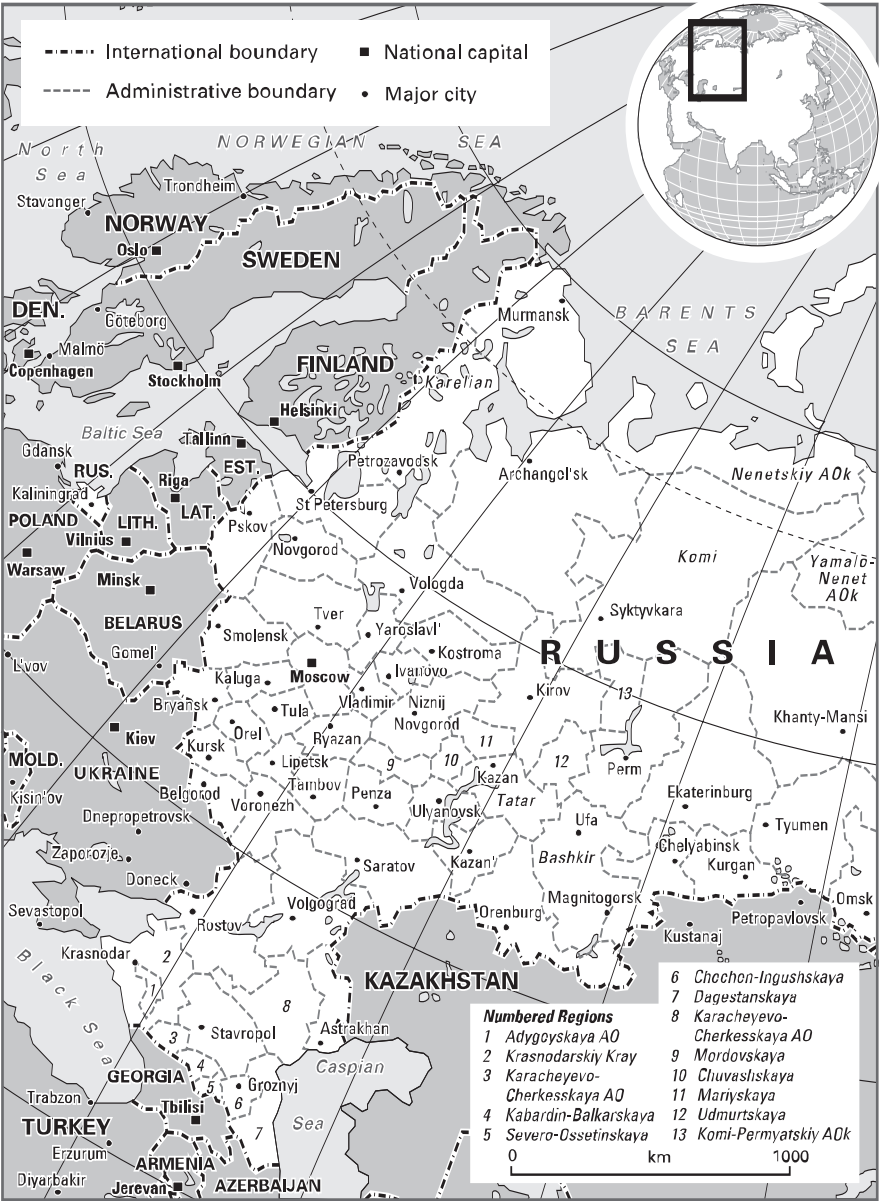 International boundary
National capital
Administrative boundary
Major city
North
Sea
NORWEGIAN SEA
Trondheim
Stavanger
NORWAY
Oslo
SWEDEN
DEN.
Göteborg
Malmö
Copenhagen
Stockholm
FINLAND
Helsinki
Murmansk
BARENTS
SEA
Karelian
Baltic Sea
Tallinn
Gdansk
RUS.
Riga
EST.
Petrozavodsk
Archangel'sk
Nenetskiy AOk
Kaliningrad
St Petersburg
POLAND
LITH.
LAT.
Pskov
Vilnius
Novgorod
Komi
Warsaw
Minsk
Yamalo-
Nenet
AOk
Vologda
BELARUS
Smolensk
Tver
Yaroslavl'
Syktyvkara
Gomel'
L'vov
Moscow
Kostroma
RUSSIA
Kaluga
Ivanovo
Bryansk
Tula
Vladimir
Niznij
Novgorod
Kirov
13
Khanty-Mansi
Kiev
Orel
Ryazan
MOLD.
Kursk
Lipetsk
9
10
11
12
Perm
Kisin'ov
UKRAINE
Belgorod
Tambov
Penza
Kazan
Voronezh
Ulyanovsk
Tatar
Ekaterinburg
Dnepropetrovsk
Ufa
Tyumen
Zaporozje
Saratov
Kazan'
Bashkir
Chelyabinsk
Kurgan
Doneck
Volgograd
Magnitogorsk
Sevastopol
Rostov
Orenburg
Petropavlovsk
Omsk
Kustanaj
Krasnodar
2
KAZAKHSTAN
Black Sea
1
8
3
Stavropol
Astrakhan
4
GEORGIA
5
Groznyj
6
Caspian
Sea
Trabzon
Tbilisi
7
TURKEY
Erzurum
ARMENIA
Diyarbakir
Jerevan
AZERBAIJAN
Numbered Regions
1 Adygoyskaya AO
2 Krasnodarskiy Kray
3 Karacheyevo-
Cherkesskaya AO
4 Kabardin-Balkarskaya
5 Severo-Ossetinskaya
6 Chochon-Ingushskaya
7 Dagestanskaya
8 Karacheyevo-
Cherkesskaya AO
9 Mordovskaya
10 Chuvashskaya
11 Mariyskaya
12 Udmurtskaya
13 Komi-Permyatskiy AOk
0 km 1000